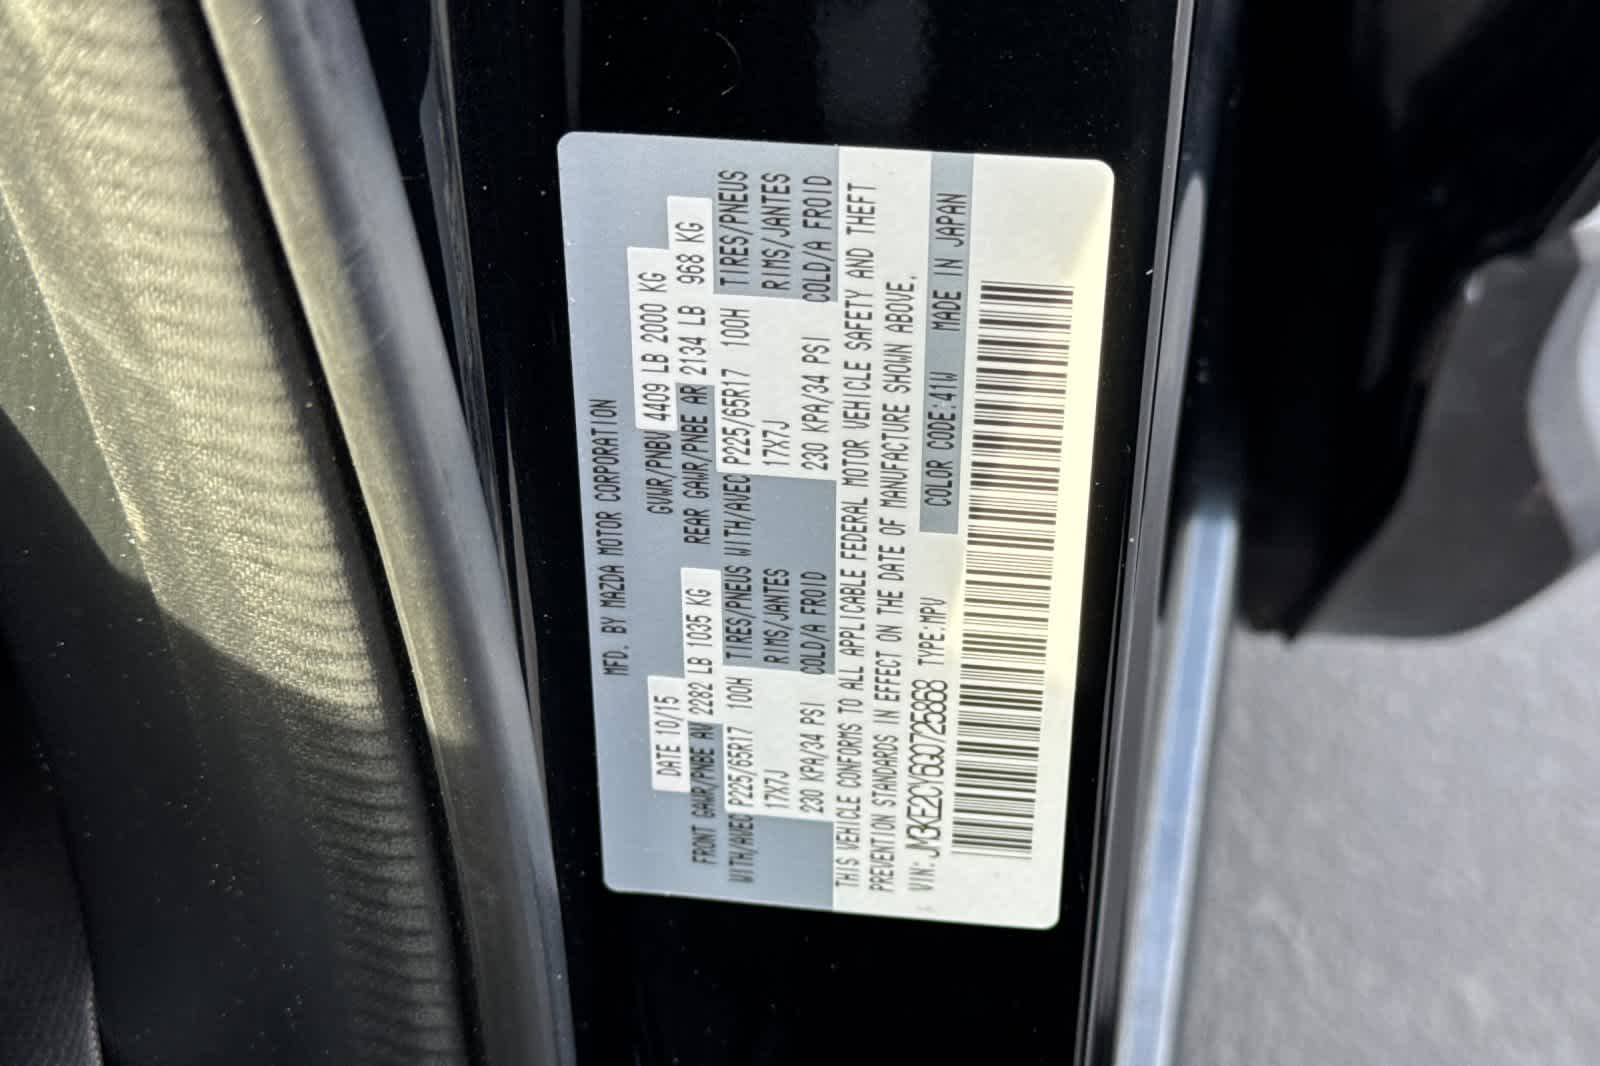 MFD. BY MAZDA MOTOR CORPORATION
DATE 10/15 GVWR/PNBV 4409 LB 2000 KG
FRONT GAWR/PNBE AV 2282 LB 1035 KG REAR GAWR/PNBE AR 2134 LB 968 KG
WITH/AVEC P225/65R17 100H TIRES/PNEUS WITH/AVEC P225/65R17 100H TIRES/PNEUS
17X7J RIMS/JANTES 17X7J RIMS/JANTES
230 KPA/34 PSI COLD/A FROID 230 KPA/34 PSI COLD/A FROID
THIS VEHICLE CONFORMS TO ALL APPLICABLE FEDERAL MOTOR VEHICLE SAFETY AND THEFT
PREVENTION STANDARDS IN EFFECT ON THE DATE OF MANUFACTURE SHOWN ABOVE.
VIN: JM3KE2CY6G0725868 TYPE:MPV COLOR CODE:41W MADE IN JAPAN